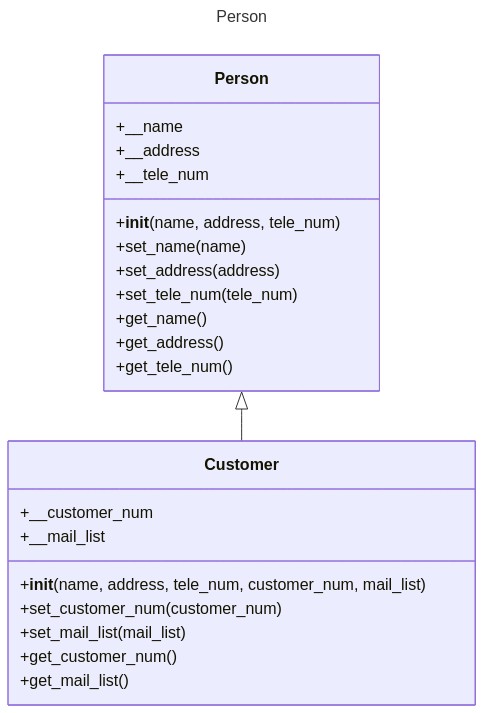 Person
Person
+__name
+__address
+__tele_num
+init(name, address, tele_num)
+set_name(name)
+set_address(address)
+set_tele_num(tele_num)
+get_name()
+get_address()
+get_tele_num()
Customer
+__customer_num
+__mail_list
+init(name, address, tele_num, customer_num, mail_list)
+set_customer_num(customer_num)
+set_mail_list(mail_list)
+get_customer_num()
+get_mail_list()